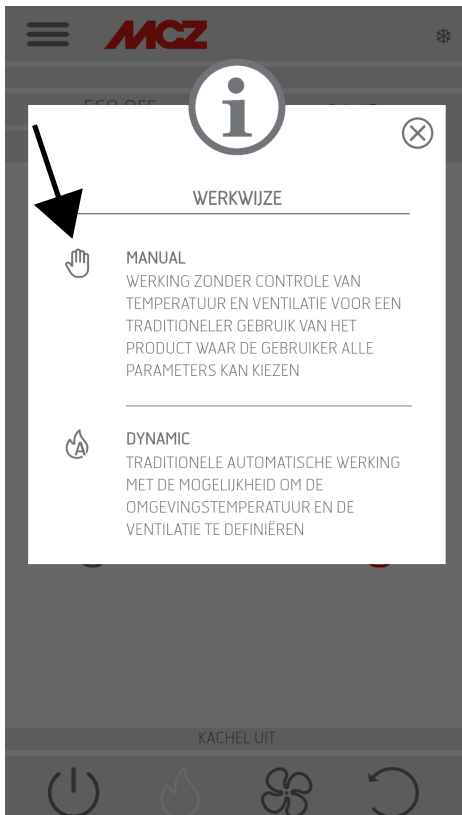 MCZ
i
WERKWIJZE
MANUAL
WERKING ZONDER CONTROLE VAN
TEMPERATUUR EN VENTILATIE VOOR EEN
TRADITIONELER GEBRUIK VAN HET
PRODUCT WAAR DE GEBRUIKER ALLE
PARAMETERS KAN KIEZEN
A
DYNAMIC
TRADITIONELE AUTOMATISCHE WERKING
MET DE MOGELIJKHEID OM DE
OMGEVINGSTEMPERATUUR EN DE
VENTILATIE TE DEFINIËREN
KACHEL UIT